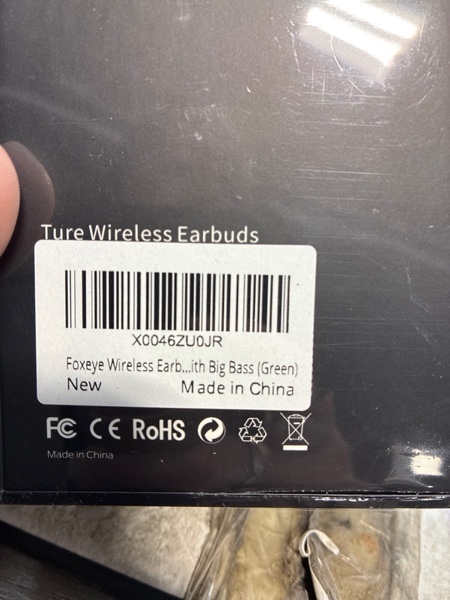 Ture Wireless Earbuds
X0046ZU0JR
Foxeye Wireless Earb...ith Big Bass (Green)
New Made in China
FC CE RoHS
Made in China